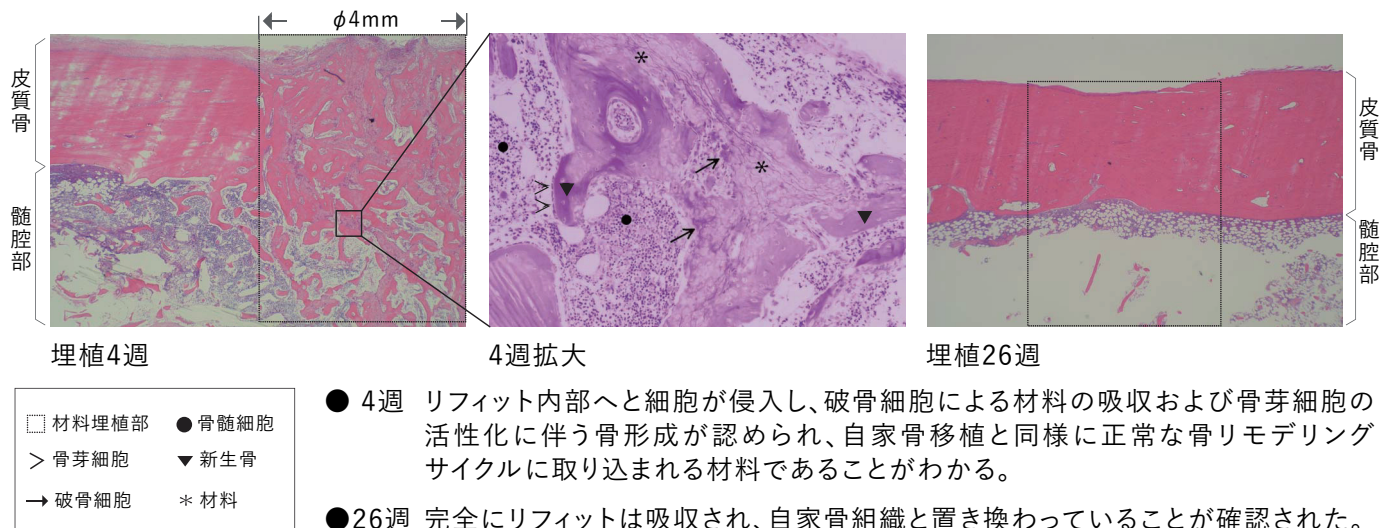 φ4mm
皮質骨
髄腔部
皮質骨
髄腔部
埋植4週
4週拡大
埋植26週
材料埋植部 ● 骨髄細胞
> 骨芽細胞 ▼ 新生骨
→ 破骨細胞 * 材料
● 4週 リフィット内部へと細胞が侵入し、破骨細胞による材料の吸収および骨芽細胞の
活性化に伴う骨形成が認められ、自家骨移植と同様に正常な骨リモデリング
サイクルに取り込まれる材料であることがわかる。
●26週 完全にリフィットは吸収され、自家骨組織と置き換わっていることが確認された。